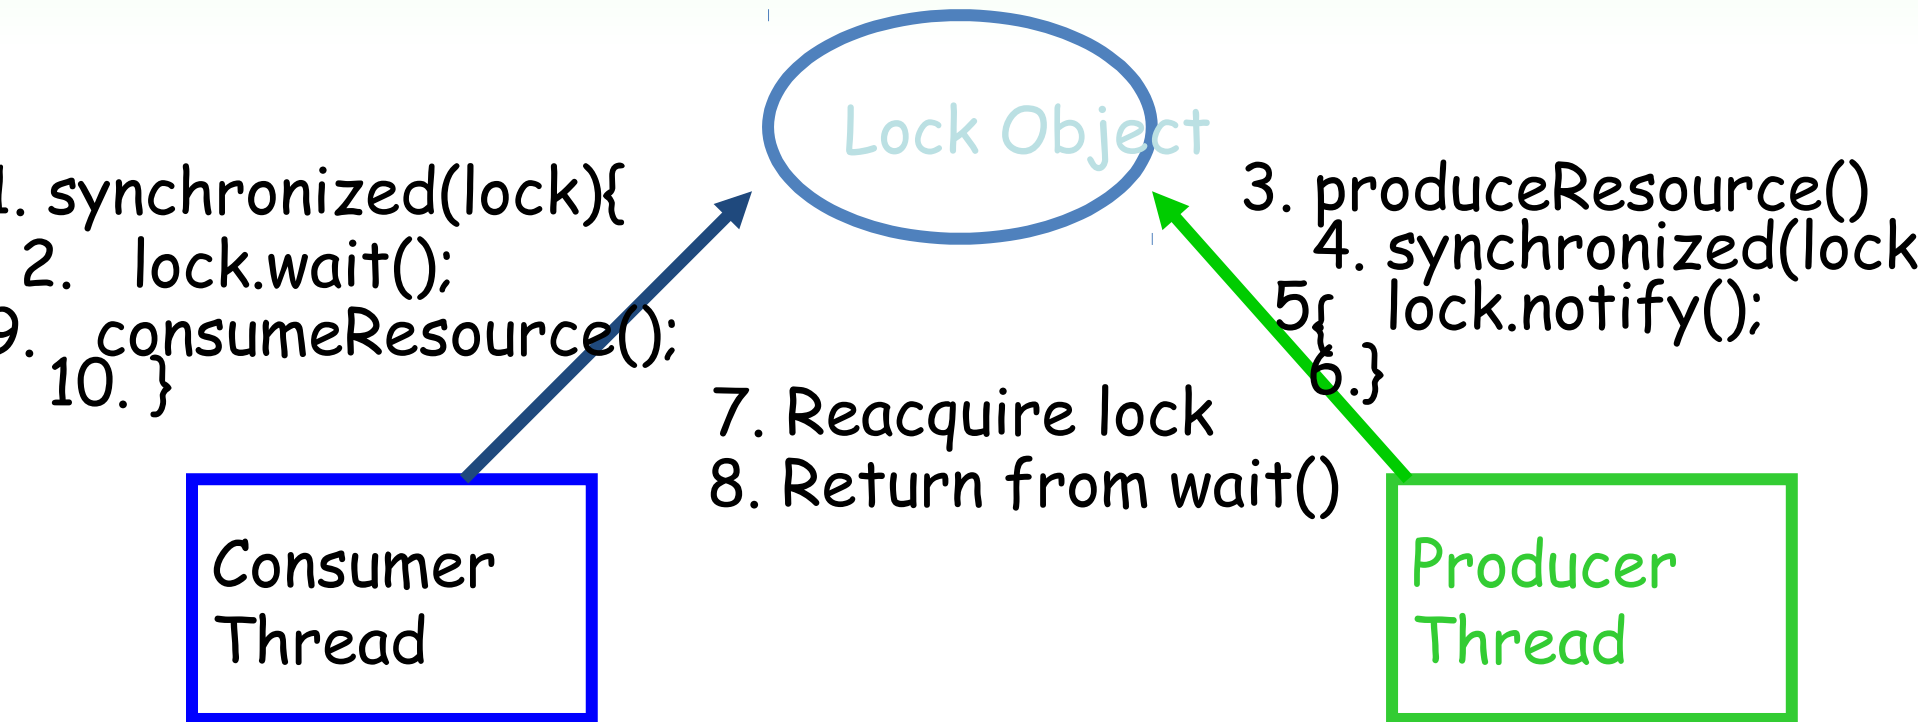 Lock Object
1. synchronized(lock){
2. lock.wait();
9. consumeResource();
10. }
3. produceResource()
4. synchronized(lock
5{ lock.notify();
6.}
7. Reacquire lock
8. Return from wait()
Consumer
Thread
Producer
Thread